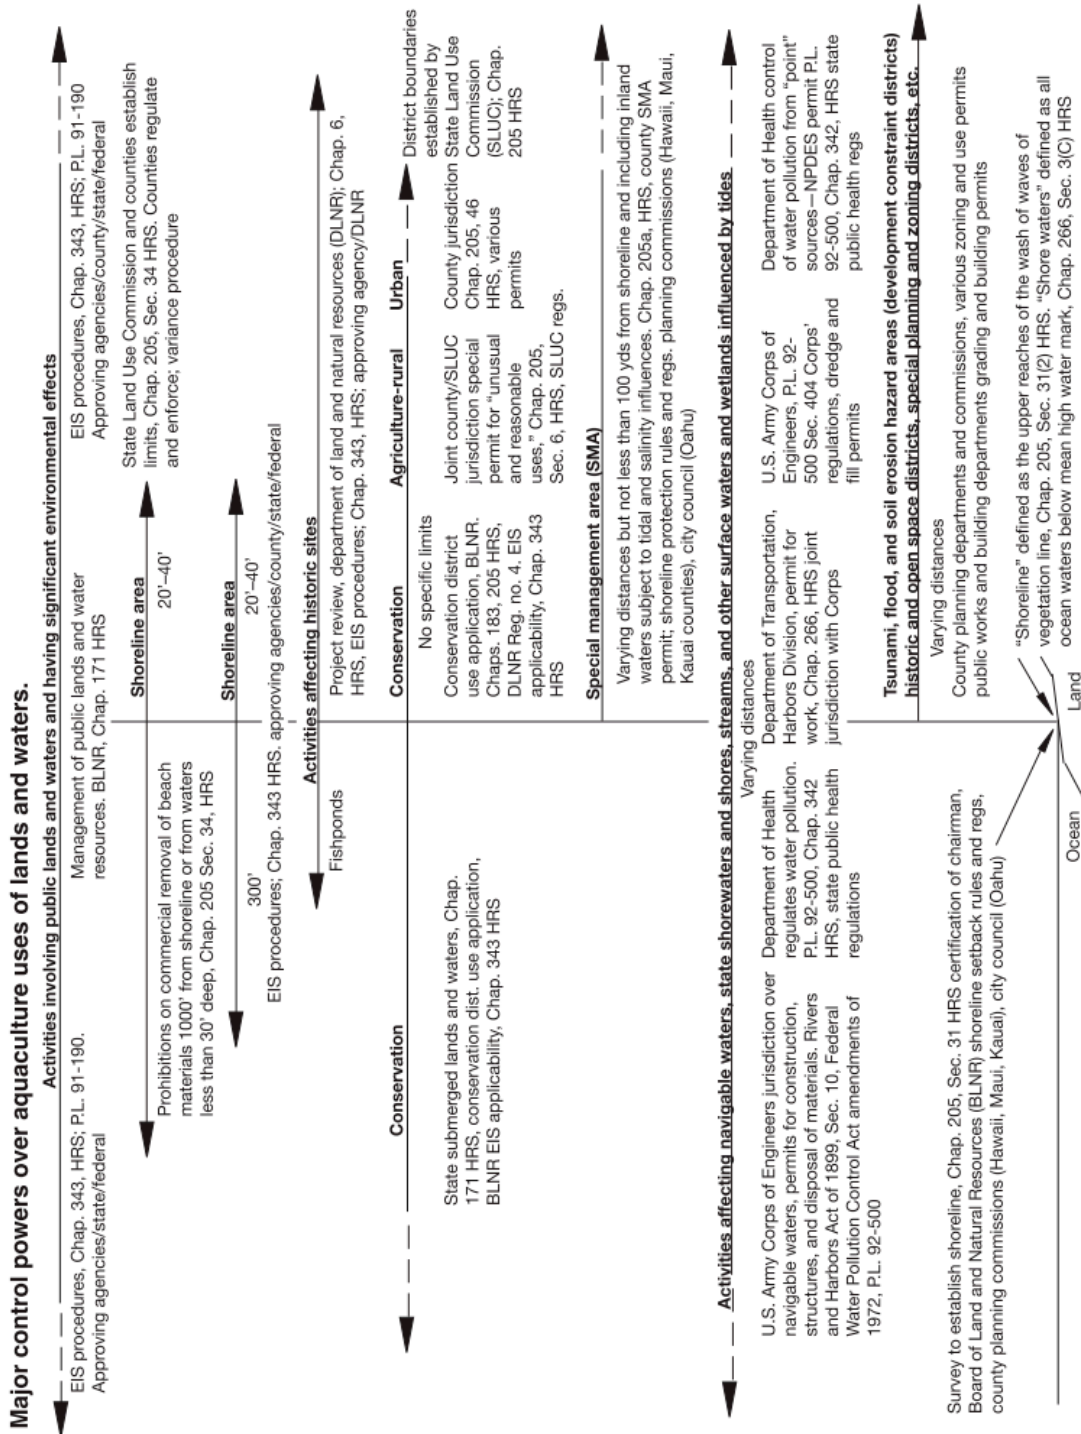 Major control powers over aquaculture uses of lands and waters.
Activities involving public lands and waters and having significant environmental effects
EIS procedures, Chap. 343, HRS; P.L. 91-190.
Approving agencies/state/federal
Management of public lands and water
resources. BLNR, Chap. 171 HRS
EIS procedures, Chap. 343, HRS; P.L. 91-190
Approving agencies/county/state/federal
Shoreline area
20'–40'
Prohibitions on commercial removal of beach
materials 1000' from shoreline or from waters
less than 30' deep, Chap. 205 Sec. 34, HRS
State Land Use Commission and counties establish
limits, Chap. 205, Sec. 34 HRS. Counties regulate
and enforce; variance procedure
Shoreline area
300'
20'–40'
EIS procedures; Chap. 343 HRS. approving agencies/county/state/federal
Activities affecting historic sites
Fishponds
Project review, department of land and natural resources (DLNR); Chap. 6,
HRS, EIS procedures; Chap. 343, HRS; approving agency/DLNR
Conservation
State submerged lands and waters, Chap.
171 HRS, conservation dist. use application,
BLNR EIS applicability, Chap. 343 HRS
Conservation
No specific limits
Conservation district
use application, BLNR.
Chaps. 183, 205 HRS,
DLNR Reg. no. 4. EIS
applicability, Chap. 343
HRS
Agriculture-rural
Joint county/SLUC
jurisdiction special
permit for "unusual
and reasonable
uses," Chap. 205,
Sec. 6, HRS, SLUC regs.
Urban
County jurisdiction
Chap. 205, 46
HRS, various
permits
District boundaries
established by
State Land Use
Commission
(SLUC); Chap.
205 HRS
Special management area (SMA)
Varying distances but not less than 100 yds from shoreline and including inland
waters subject to tidal and salinity influences. Chap. 205a, HRS, county SMA
permit; shoreline protection rules and regs. planning commissions (Hawaii, Maui,
Kauai counties), city council (Oahu)
Activities affecting navigable waters, state shorewaters and shores, streams, and other surface waters and wetlands influenced by tides
Varying distances
U.S. Army Corps of Engineers jurisdiction over
navigable waters, permits for construction,
structures, and disposal of materials. Rivers
and Harbors Act of 1899, Sec. 10, Federal
Water Pollution Control Act amendments of
1972, P.L. 92-500
Department of Health
regulates water pollution.
P.L. 92-500, Chap. 342
HRS, state public health
regulations
Department of Transportation,
Harbors Division, permit for
work, Chap. 266, HRS joint
jurisdiction with Corps
U.S. Army Corps of
Engineers, P.L. 92-
500 Sec. 404 Corps'
regulations, dredge and
fill permits
Department of Health control
of water pollution from "point"
sources—NPDES permit P.L.
92-500, Chap. 342, HRS state
public health regs
Tsunami, flood, and soil erosion hazard areas (development constraint districts)
historic and open space districts, special planning and zoning districts, etc.
Varying distances
County planning departments and commissions, various zoning and use permits
public works and building departments grading and building permits
Survey to establish shoreline, Chap. 205, Sec. 31 HRS certification of chairman,
Board of Land and Natural Resources (BLNR) shoreline setback rules and regs,
county planning commissions (Hawaii, Maui, Kauai), city council (Oahu)
"Shoreline" defined as the upper reaches of the wash of waves of
vegetation line, Chap. 205, Sec. 31(2) HRS. "Shore waters" defined as all
ocean waters below mean high water mark, Chap. 266, Sec. 3(C) HRS
Ocean
Land